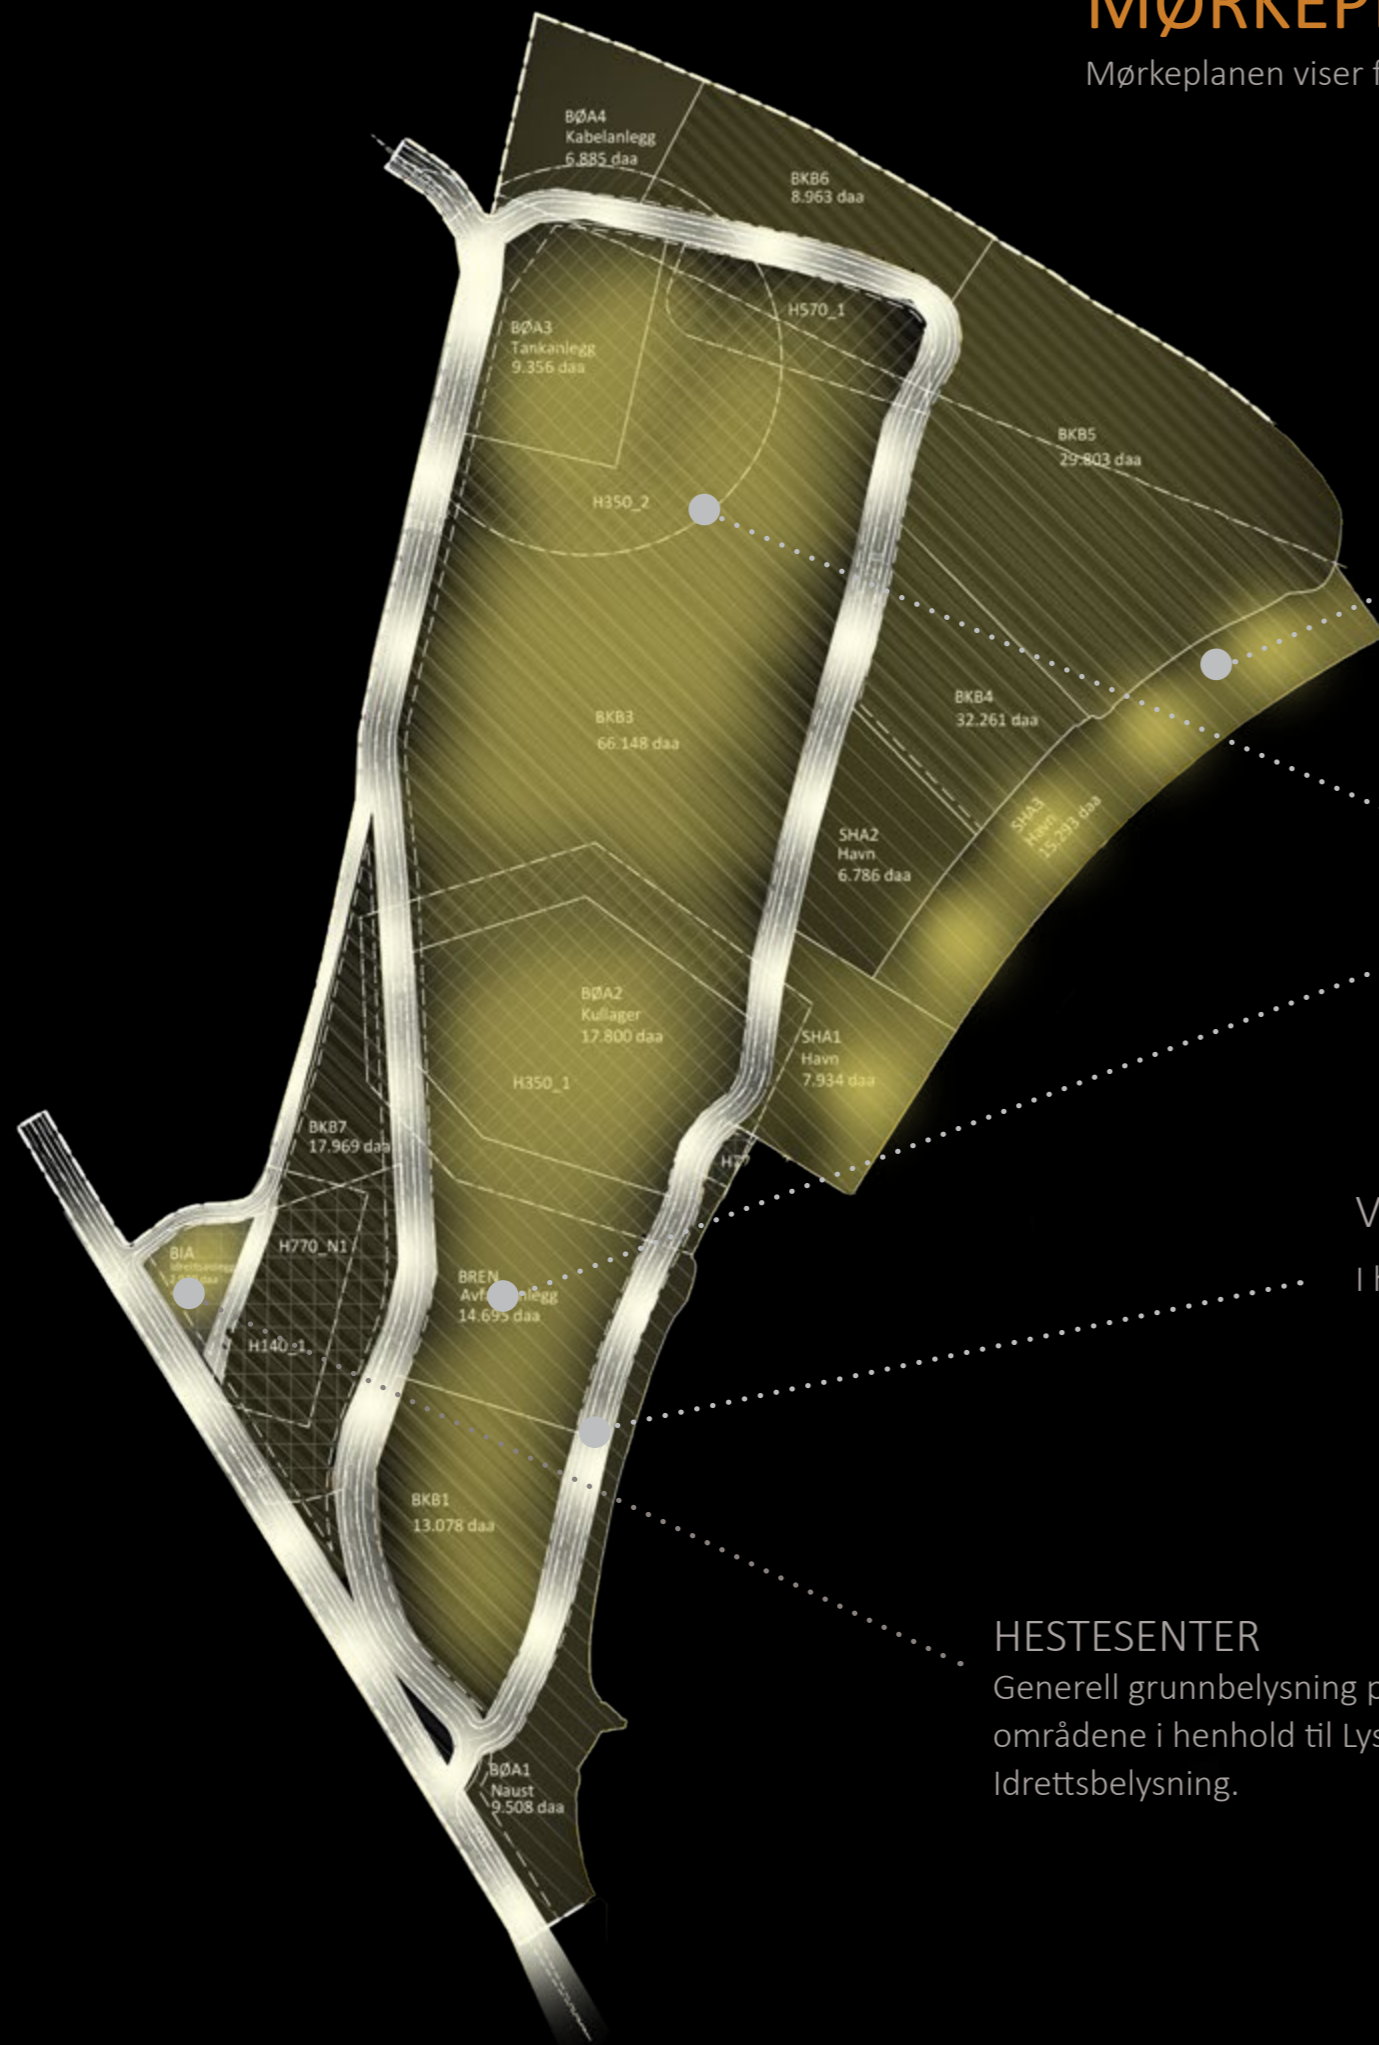 MØRKEP
Mørkeplanen viser f
BØA4
Kabelanlegg
6.885 daa
BKB6
8.963 daa
H570_1
BØA3
Tankanlegg
9.356 daa
BKB5
29.803 daa
H350_2
BKB4
32.261 daa
BKB3
66.148 daa
SHA3
Havn
15.293 daa
SHA2
Havn
6.786 daa
BØA2
Kullager
17.800 daa
SHA1
Havn
7.934 daa
H350_1
BKB7
17.969 daa
V
I h
H770_N1
BIA
BREN
14.695 daa
H140_1
BKB1
13.078 daa
HESTESENTER
Generell grunnbelysning p
områdene i henhold til Lys
Idrettsbelysning.
BØA1
Naust
9.508 daa